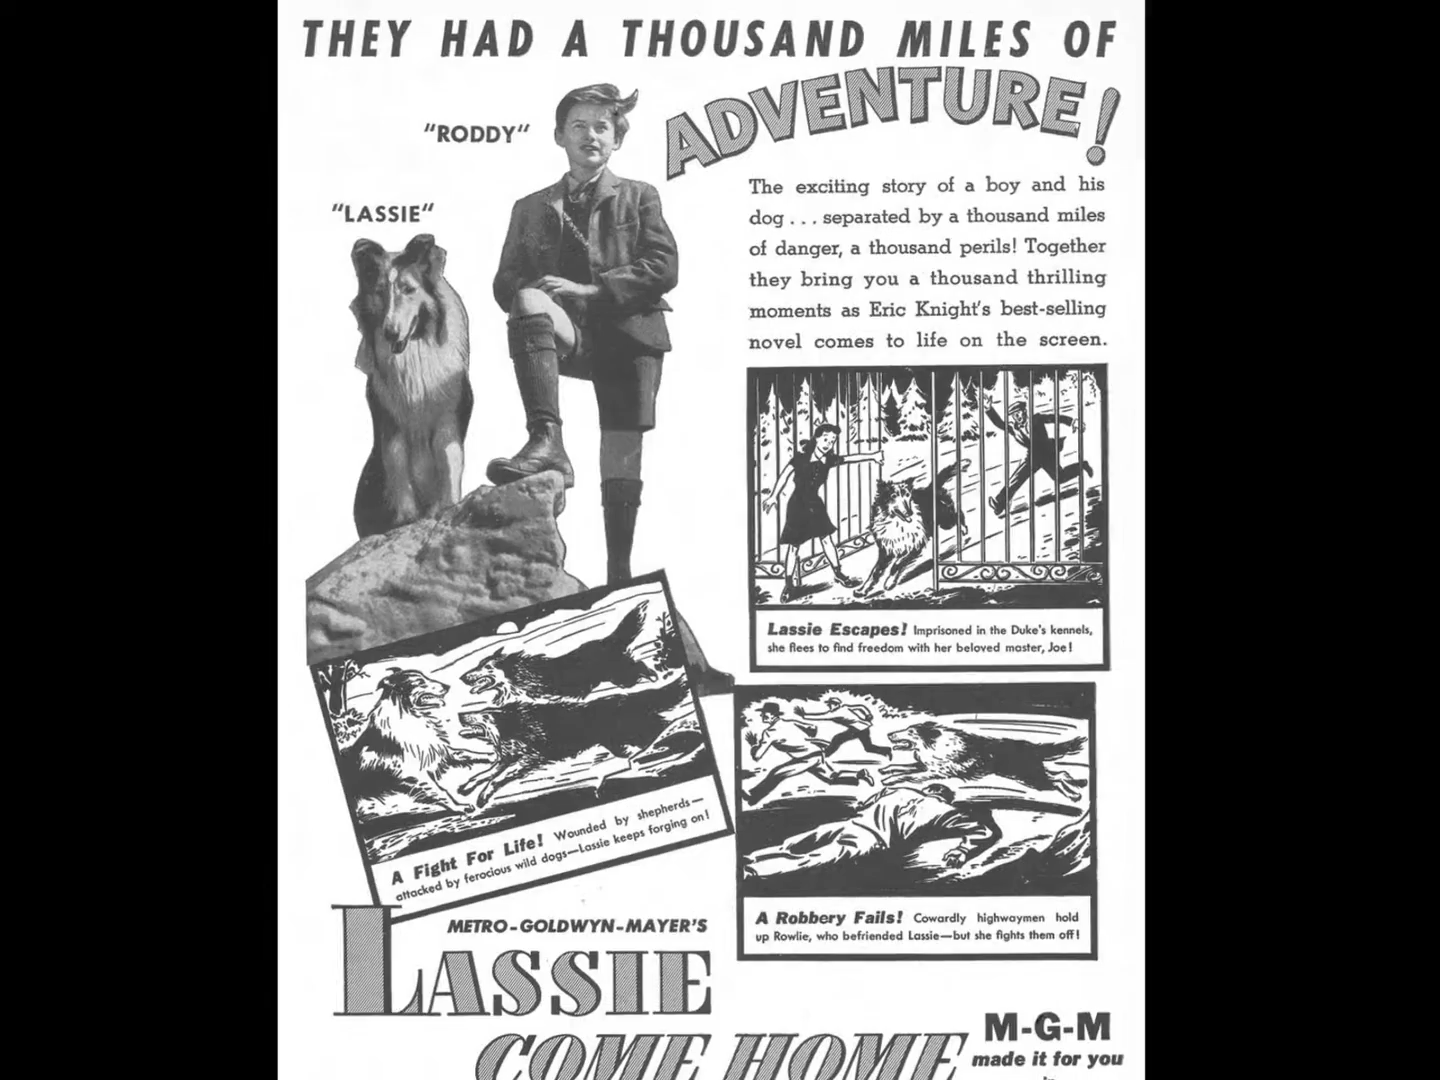 THEY HAD A THOUSAND MILES OF
ADVENTURE!
"RODDY"
"LASSIE"
The exciting story of a boy and his
dog . . . separated by a thousand miles
of danger, a thousand perils! Together
they bring you a thousand thrilling
moments as Eric Knight's best-selling
novel comes to life on the screen.
Lassie Escapes! Imprisoned in the Duke's kennels,
she flees to find freedom with her beloved master, Joe!
A Fight For Life! Wounded by shepherds—
attacked by ferocious wild dogs—Lassie keeps forging on!
A Robbery Fails! Cowardly highwaymen hold
up Rowlie, who befriended Lassie—but she fights them off!
METRO-GOLDWYN-MAYER'S
LASSIE
COME HOME
M-G-M
made it for you